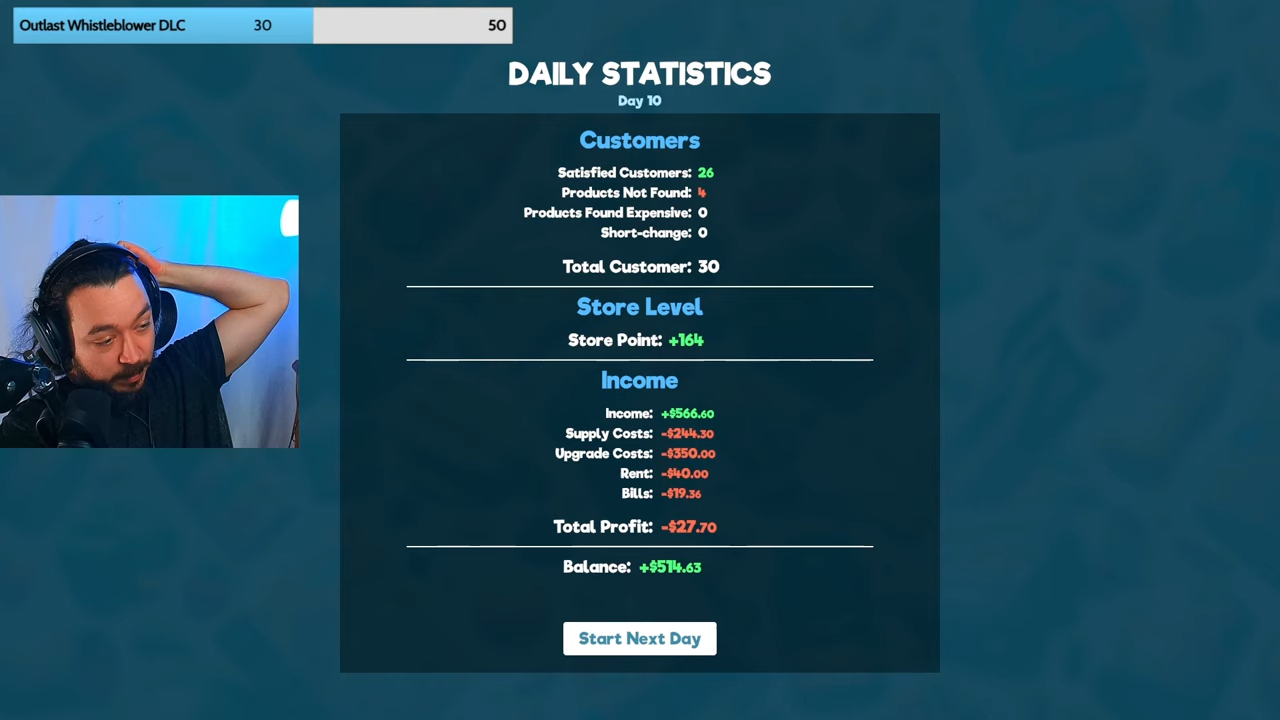 Outlast Whistleblower DLC 30 50
DAILY STATISTICS
Day 10
Customers
Satisfied Customers: 26
Products Not Found: 4
Products Found Expensive: 0
Short-change: 0
Total Customer: 30
Store Level
Store Point: +164
Income
Income: +$566.60
Supply Costs: -$244.30
Upgrade Costs: -$350.00
Rent: -$40.00
Bills: -$19.36
Total Profit: -$27.70
Balance: +$514.63
Start Next Day